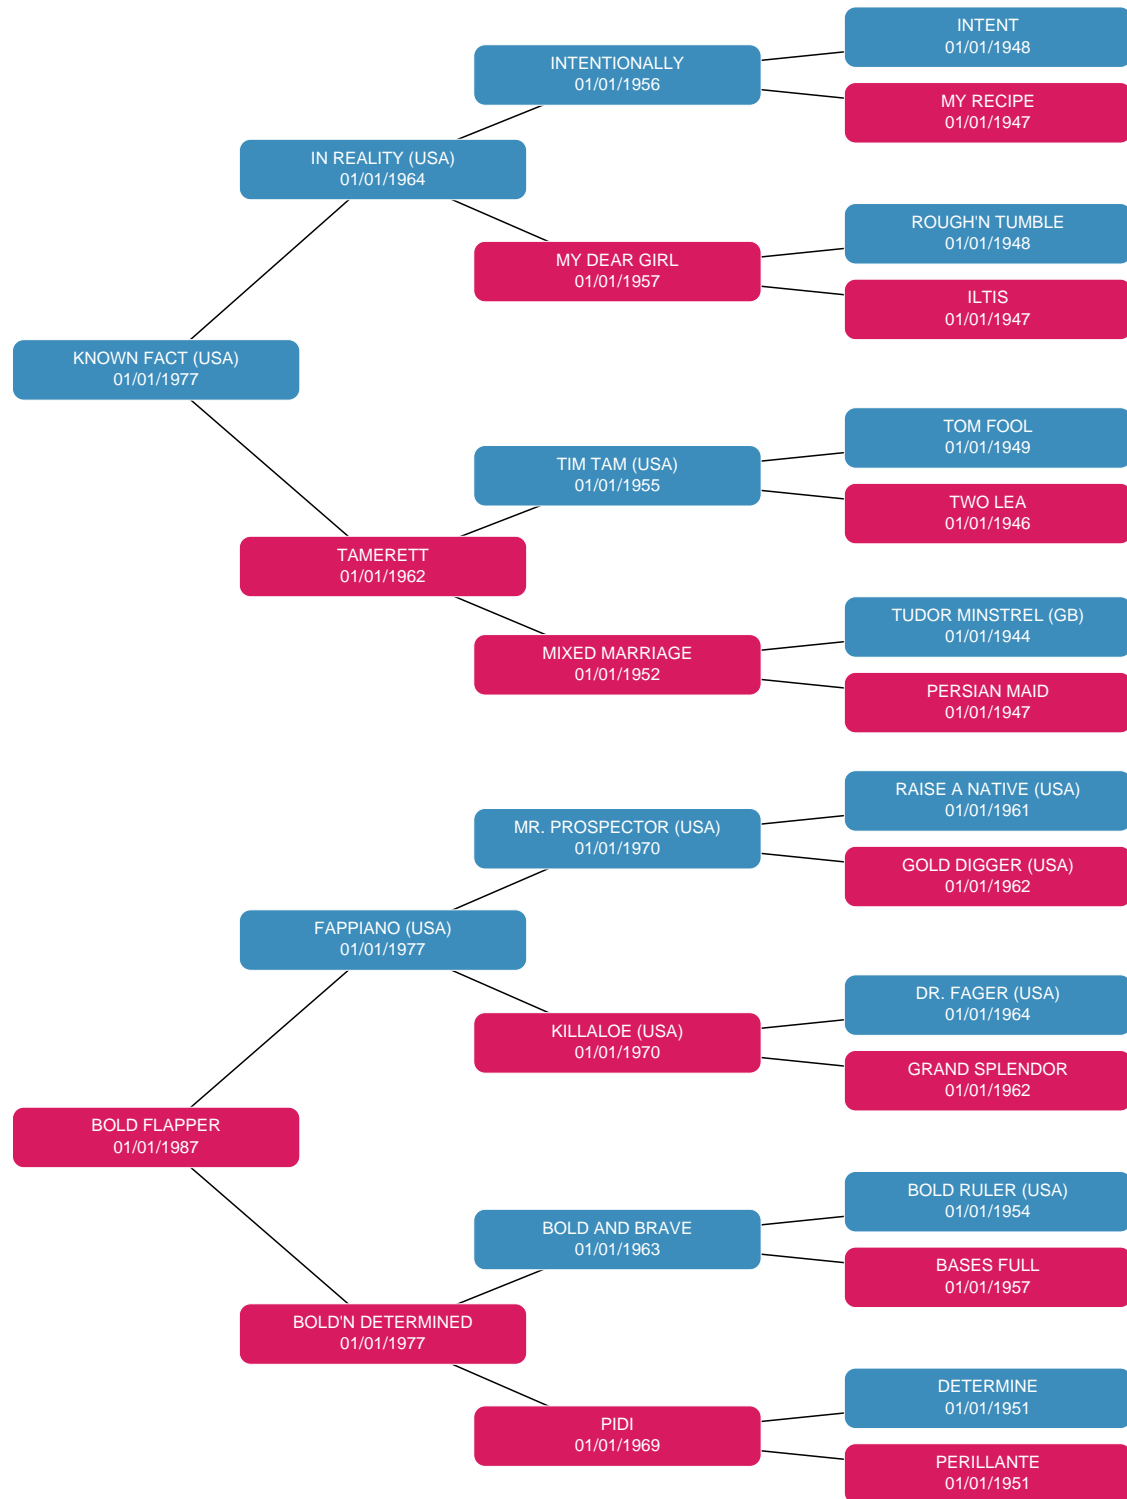 INTENT
01/01/1948
INTENTIONALLY
01/01/1956
MY RECIPE
01/01/1947
IN REALITY (USA)
01/01/1964
ROUGH'N TUMBLE
01/01/1948
MY DEAR GIRL
01/01/1957
ILTIS
01/01/1947
KNOWN FACT (USA)
01/01/1977
TOM FOOL
01/01/1949
TIM TAM (USA)
01/01/1955
TWO LEA
01/01/1946
TAMERETT
01/01/1962
TUDOR MINSTREL (GB)
01/01/1944
MIXED MARRIAGE
01/01/1952
PERSIAN MAID
01/01/1947
RAISE A NATIVE (USA)
01/01/1961
MR. PROSPECTOR (USA)
01/01/1970
GOLD DIGGER (USA)
01/01/1962
FAPPIANO (USA)
01/01/1977
DR. FAGER (USA)
01/01/1964
KILLALOE (USA)
01/01/1970
GRAND SPLENDOR
01/01/1962
BOLD FLAPPER
01/01/1987
BOLD RULER (USA)
01/01/1954
BOLD AND BRAVE
01/01/1963
BASES FULL
01/01/1957
BOLD'N DETERMINED
01/01/1977
DETERMINE
01/01/1951
PIDI
01/01/1969
PERILLANTE
01/01/1951